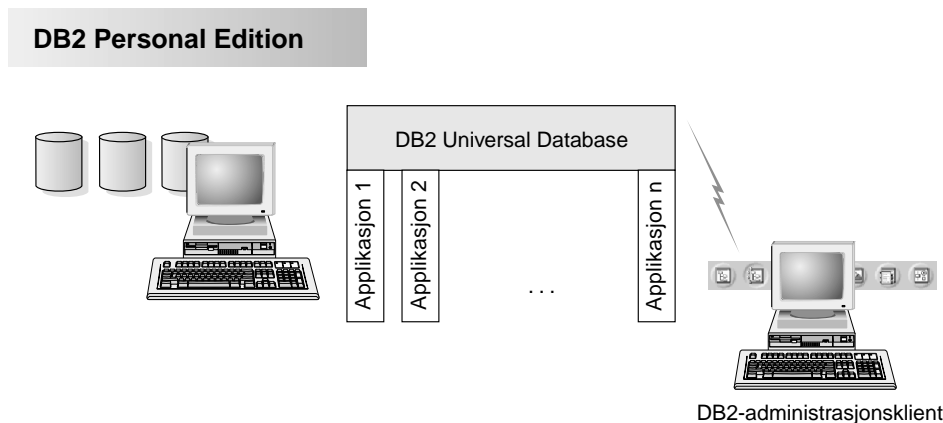 DB2 Personal Edition
DB2 Universal Database
Applikasjon 1
Applikasjon 2
. . .
Applikasjon n
DB2-administrasjonsklient